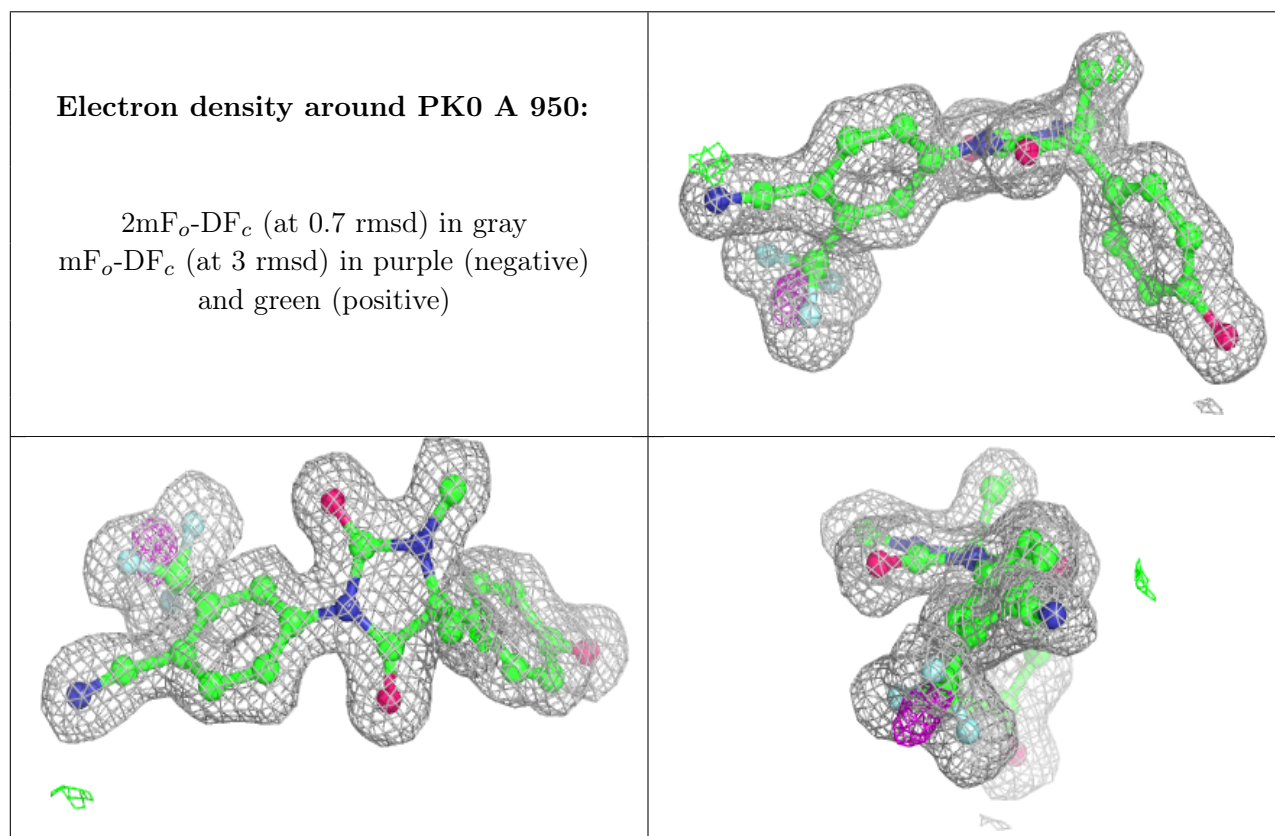 Electron density around PK0 A 950:
2mFo-DFc (at 0.7 rmsd) in gray
mFo-DFc (at 3 rmsd) in purple (negative)
and green (positive)